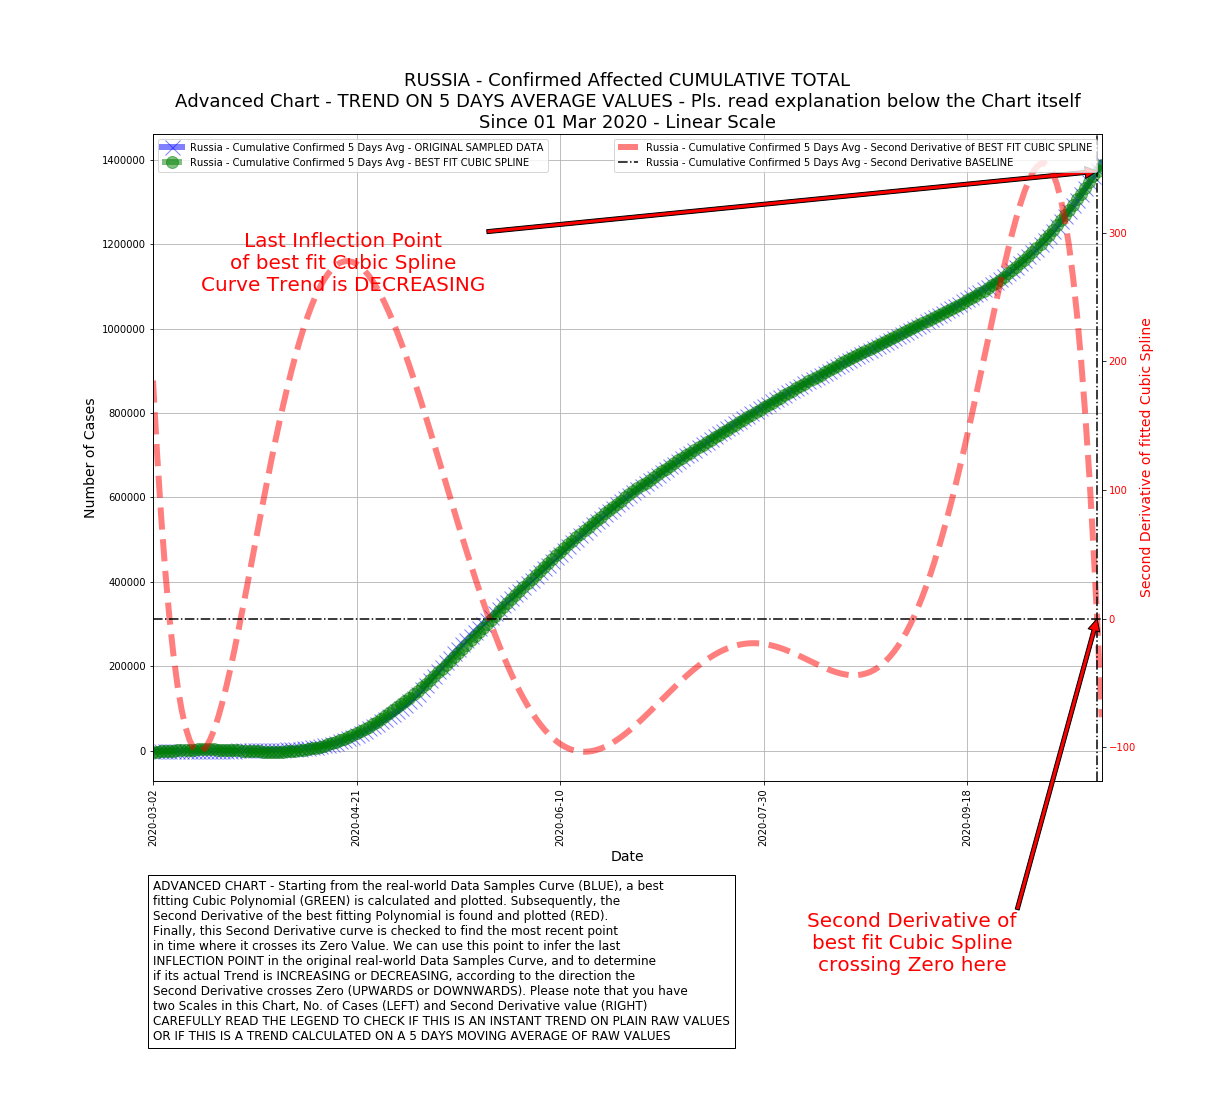 RUSSIA - Confirmed Affected CUMULATIVE TOTAL
Advanced Chart - TREND ON 5 DAYS AVERAGE VALUES - Pls. read explanation below the Chart itself
Since 01 Mar 2020 - Linear Scale
Russia - Cumulative Confirmed 5 Days Avg - ORIGINAL SAMPLED DATA
Russia - Cumulative Confirmed 5 Days Avg - BEST FIT CUBIC SPLINE
Russia - Cumulative Confirmed 5 Days Avg - Second Derivative of BEST FIT CUBIC SPLINE
Russia - Cumulative Confirmed 5 Days Avg - Second Derivative BASELINE
1400000
1200000
1000000
800000
600000
400000
200000
0
Number of Cases
Last Inflection Point
of best fit Cubic Spline
Curve Trend is DECREASING
300
200
100
0
−100
Second Derivative of fitted Cubic Spline
2020-03-02
2020-04-21
2020-06-10
2020-07-30
2020-09-18
Date
ADVANCED CHART - Starting from the real-world Data Samples Curve (BLUE), a best
fitting Cubic Polynomial (GREEN) is calculated and plotted. Subsequently, the
Second Derivative of the best fitting Polynomial is found and plotted (RED).
Finally, this Second Derivative curve is checked to find the most recent point
in time where it crosses its Zero Value. We can use this point to infer the last
INFLECTION POINT in the original real-world Data Samples Curve, and to determine
if its actual Trend is INCREASING or DECREASING, according to the direction the
Second Derivative crosses Zero (UPWARDS or DOWNWARDS). Please note that you have
two Scales in this Chart, No. of Cases (LEFT) and Second Derivative value (RIGHT)
CAREFULLY READ THE LEGEND TO CHECK IF THIS IS AN INSTANT TREND ON PLAIN RAW VALUES
OR IF THIS IS A TREND CALCULATED ON A 5 DAYS MOVING AVERAGE OF RAW VALUES
Second Derivative of
best fit Cubic Spline
crossing Zero here